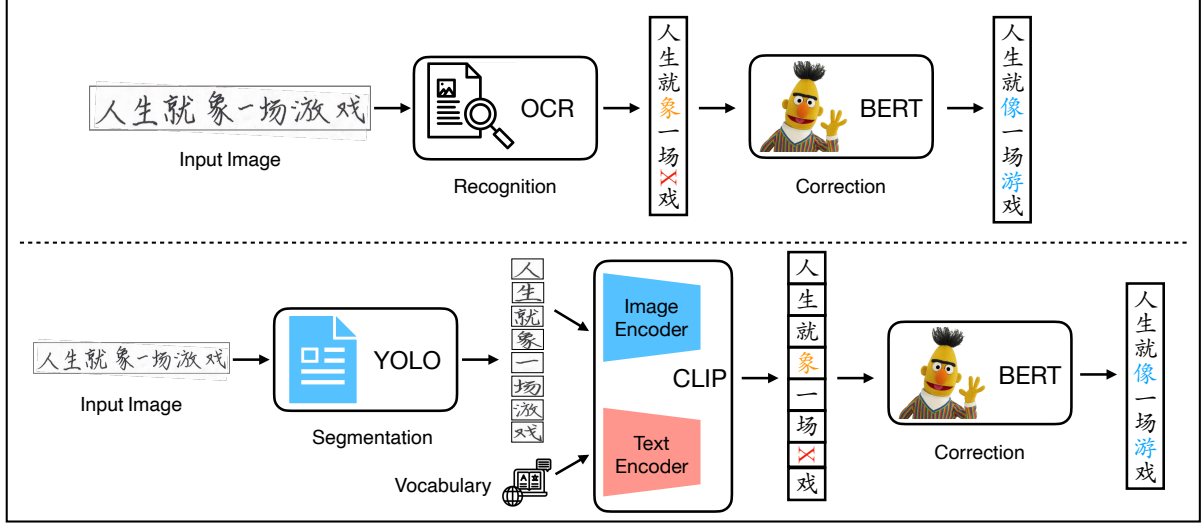 人生就象一场戏
Input Image
OCR
Recognition
人生就象一场X戏
BERT
Correction
人生就像一场游戏
人生就象一场戏
Input Image
YOLO
Segmentation
人
生
就
象
一
场
戏
Vocabulary
Image
Encoder
CLIP
Text
Encoder
人
生
就
象
一
场
X
戏
BERT
Correction
人生就像一场游戏